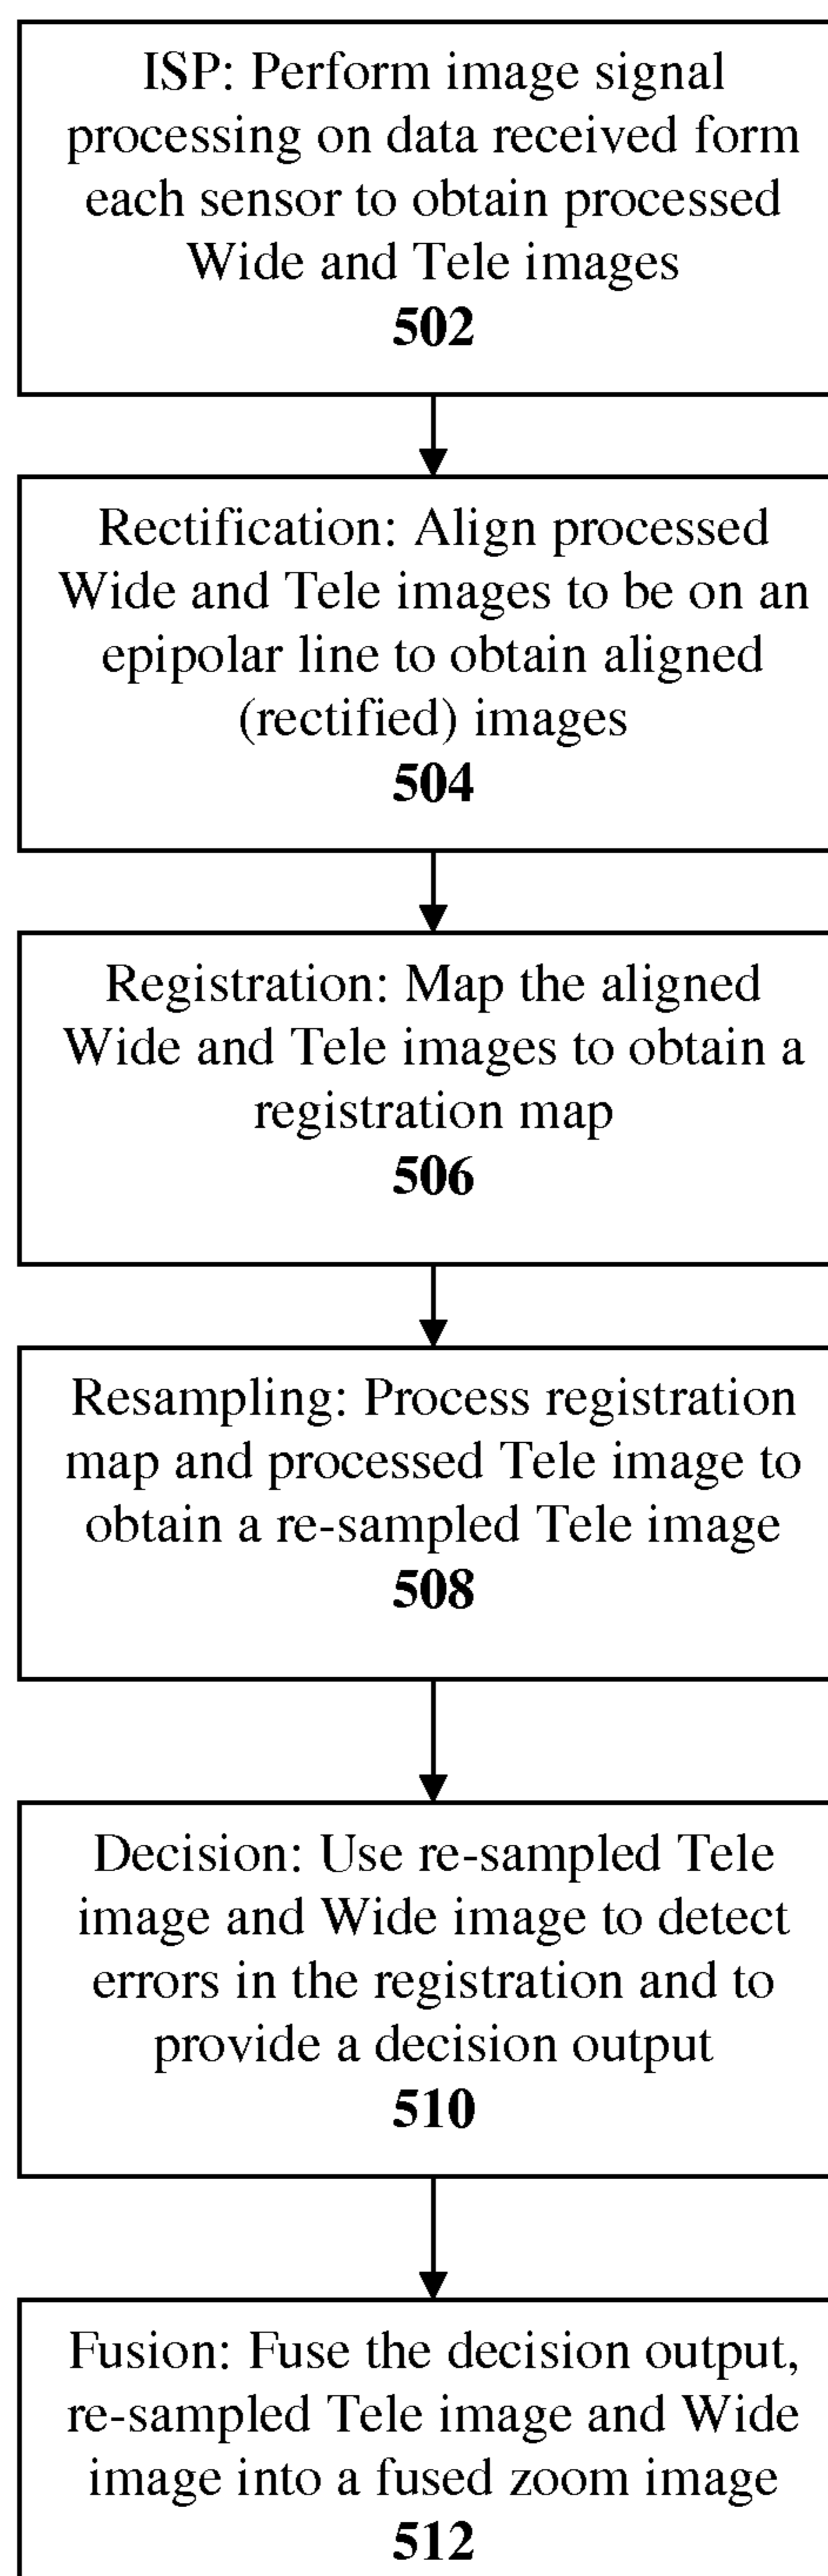 ISP: Perform image signal
processing on data received form
each sensor to obtain processed
Wide and Tele images
502
Rectification: Align processed
Wide and Tele images to be on an
epipolar line to obtain aligned
(rectified) images
504
Registration: Map the aligned
Wide and Tele images to obtain a
registration map
506
Resampling: Process registration
map and processed Tele image to
obtain a re-sampled Tele image
508
Decision: Use re-sampled Tele
image and Wide image to detect
errors in the registration and to
provide a decision output
510
Fusion: Fuse the decision output,
re-sampled Tele image and Wide
image into a fused zoom image
512